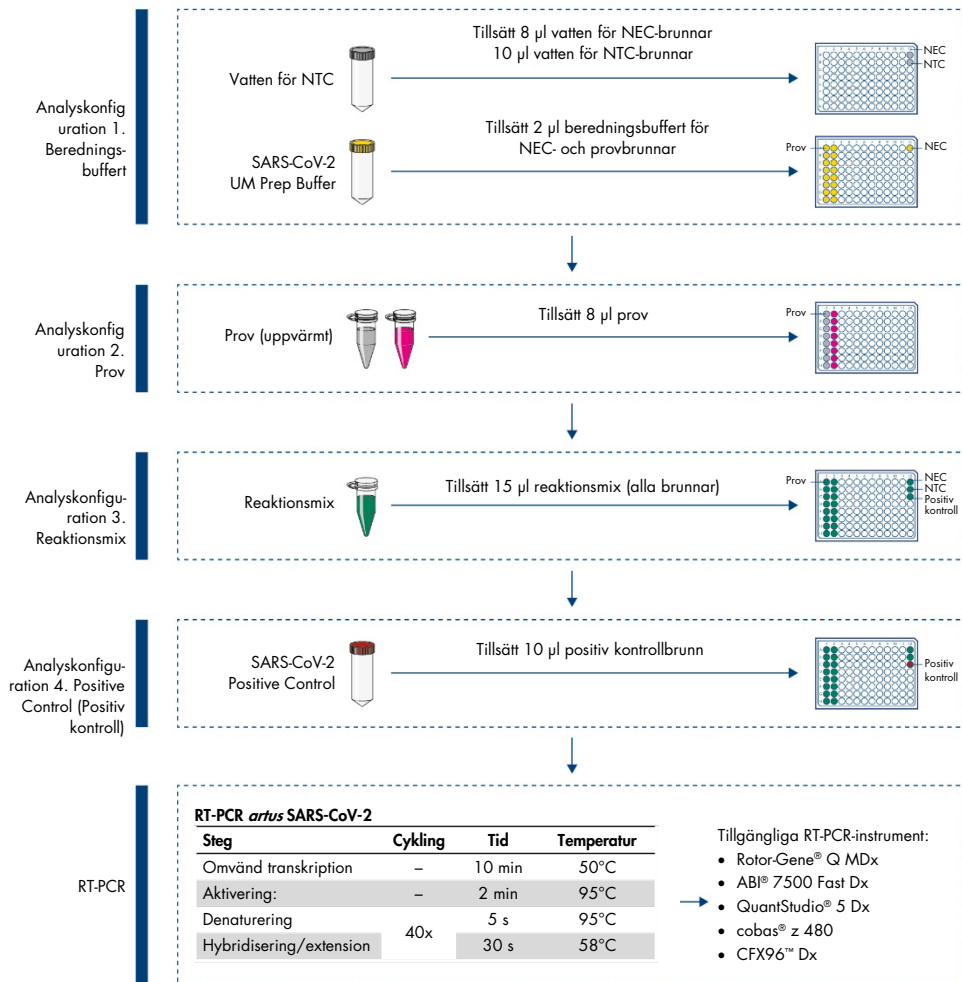 Analyskonfig
uration 1.
Berednings-
buffert
Vatten för NTC
Tillsätt 8 µl vatten för NEC-brunnar
10 µl vatten för NTC-brunnar
NEC
NTC
SARS-CoV-2
UM Prep Buffer
Tillsätt 2 µl beredningsbuffert för
NEC- och provbrunnar
Prov
NEC
Analyskonfig
uration 2.
Prov
Prov (uppvärmt)
Tillsätt 8 µl prov
Prov
Analyskonfigu-
ration 3.
Reaktionsmix
Reaktionsmix
Tillsätt 15 µl reaktionsmix (alla brunnar)
Prov
NEC
NTC
Positiv
kontroll
Analyskonfigu-
ration 4. Positive
Control (Positiv
kontroll)
SARS-CoV-2
Positive Control
Tillsätt 10 µl positiv kontrollbrunn
Positiv
kontroll
RT-PCR
RT-PCR artus SARS-CoV-2
Steg Cykling Tid Temperatur
Omvänd transkription – 10 min 50°C
Aktivering: – 2 min 95°C
Denaturering 5 s 95°C
40x
Hybridisering/extension 30 s 58°C
Tillgängliga RT-PCR-instrument:
• Rotor-Gene® Q MDx
• ABI® 7500 Fast Dx
• QuantStudio® 5 Dx
• cobas® z 480
• CFX96™ Dx